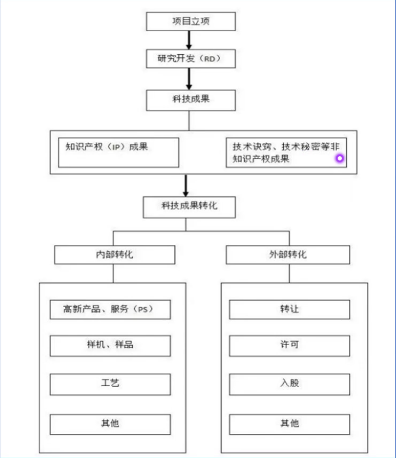 项目立项
研究开发（RD）
科技成果
知识产权（IP）成果
技术诀窍、技术秘密等非
知识产权成果
科技成果转化
内部转化
外部转化
高新产品、服务（PS）
样机、样品
工艺
其他
转让
许可
入股
其他